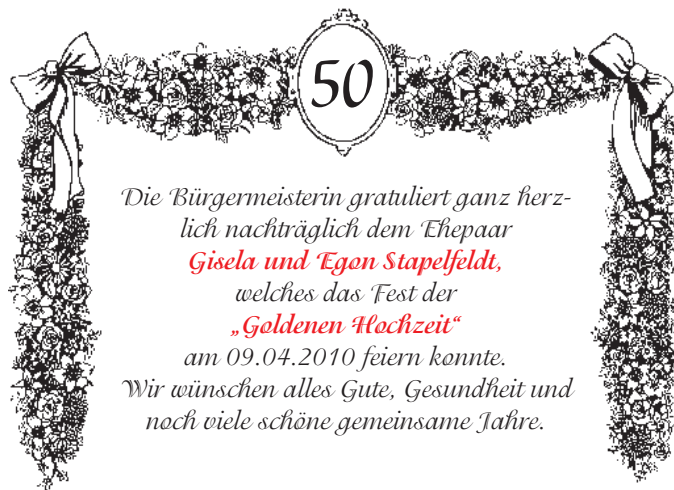 50
Die Bürgermeisterin gratuliert ganz herz-
lich nachträglich dem Ehepaar
Gisela und Egon Stapelfeldt,
welches das Fest der
„Goldenen Hochzeit“
am 09.04.2010 feiern konnte.
Wir wünschen alles Gute, Gesundheit und
noch viele schöne gemeinsame Jahre.